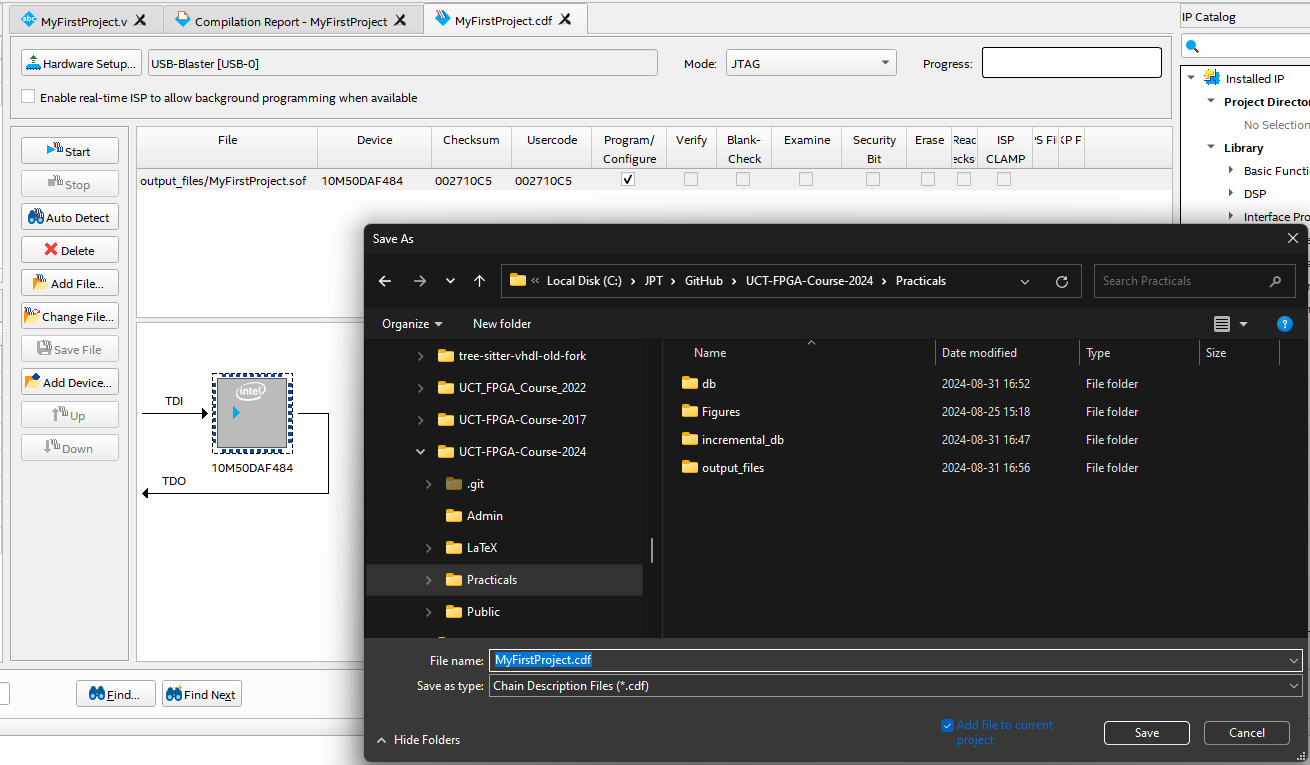 MyFirstProject.v
Compilation Report - MyFirstProject
MyFirstProject.cdf
IP Catalog
Hardware Setup...
USB-Blaster [USB-0]
Mode:
JTAG
Progress:
Enable real-time ISP to allow background programming when available
Installed IP
Project Director
No Selection
Library
Basic Functi
DSP
Interface Pro
Start
Stop
Auto Detect
Delete
Add File...
Change File...
Save File
Add Device...
Up
Down
File
Device
Checksum
Usercode
Program/
Configure
Verify
Blank-
Check
Examine
Security
Bit
Erase
ISP
CLAMP
output_files/MyFirstProject.sof
10M50DAF484
002710C5
002710C5
TDI
intel
10M50DAF484
TDO
Find...
Find Next
Save As
Local Disk (C:)
JPT
GitHub
UCT-FPGA-Course-2024
Practicals
Search Practicals
Organize
New folder
tree-sitter-vhdl-old-fork
UCT_FPGA_Course_2022
UCT-FPGA-Course-2017
UCT-FPGA-Course-2024
.git
Admin
LaTeX
Practicals
Public
Name
Date modified
Type
Size
db
2024-08-31 16:52
File folder
Figures
2024-08-25 15:18
File folder
incremental_db
2024-08-31 16:47
File folder
output_files
2024-08-31 16:56
File folder
File name:
MyFirstProject.cdf
Save as type:
Chain Description Files (*.cdf)
Hide Folders
Add file to current
project
Save
Cancel